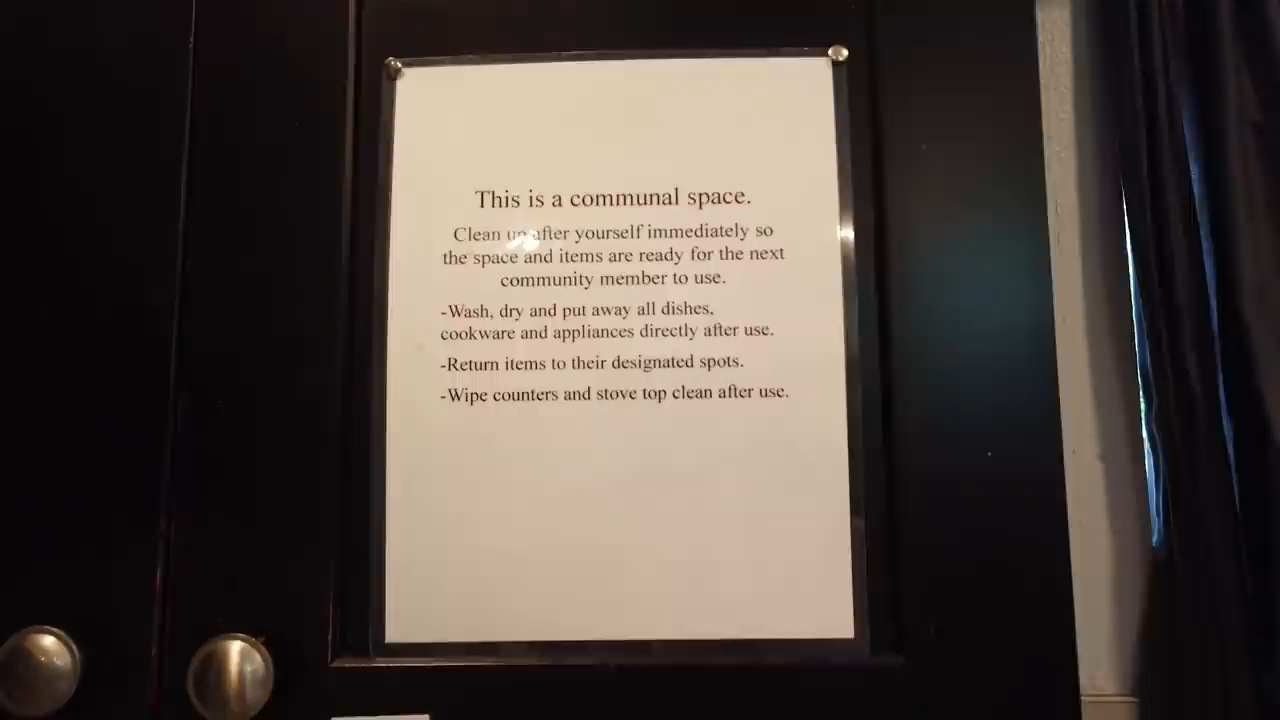 This is a communal space.
Clean up after yourself immediately so
the space and items are ready for the next
community member to use.
-Wash, dry and put away all dishes,
cookware and appliances directly after use.
-Return items to their designated spots.
-Wipe counters and stove top clean after use.